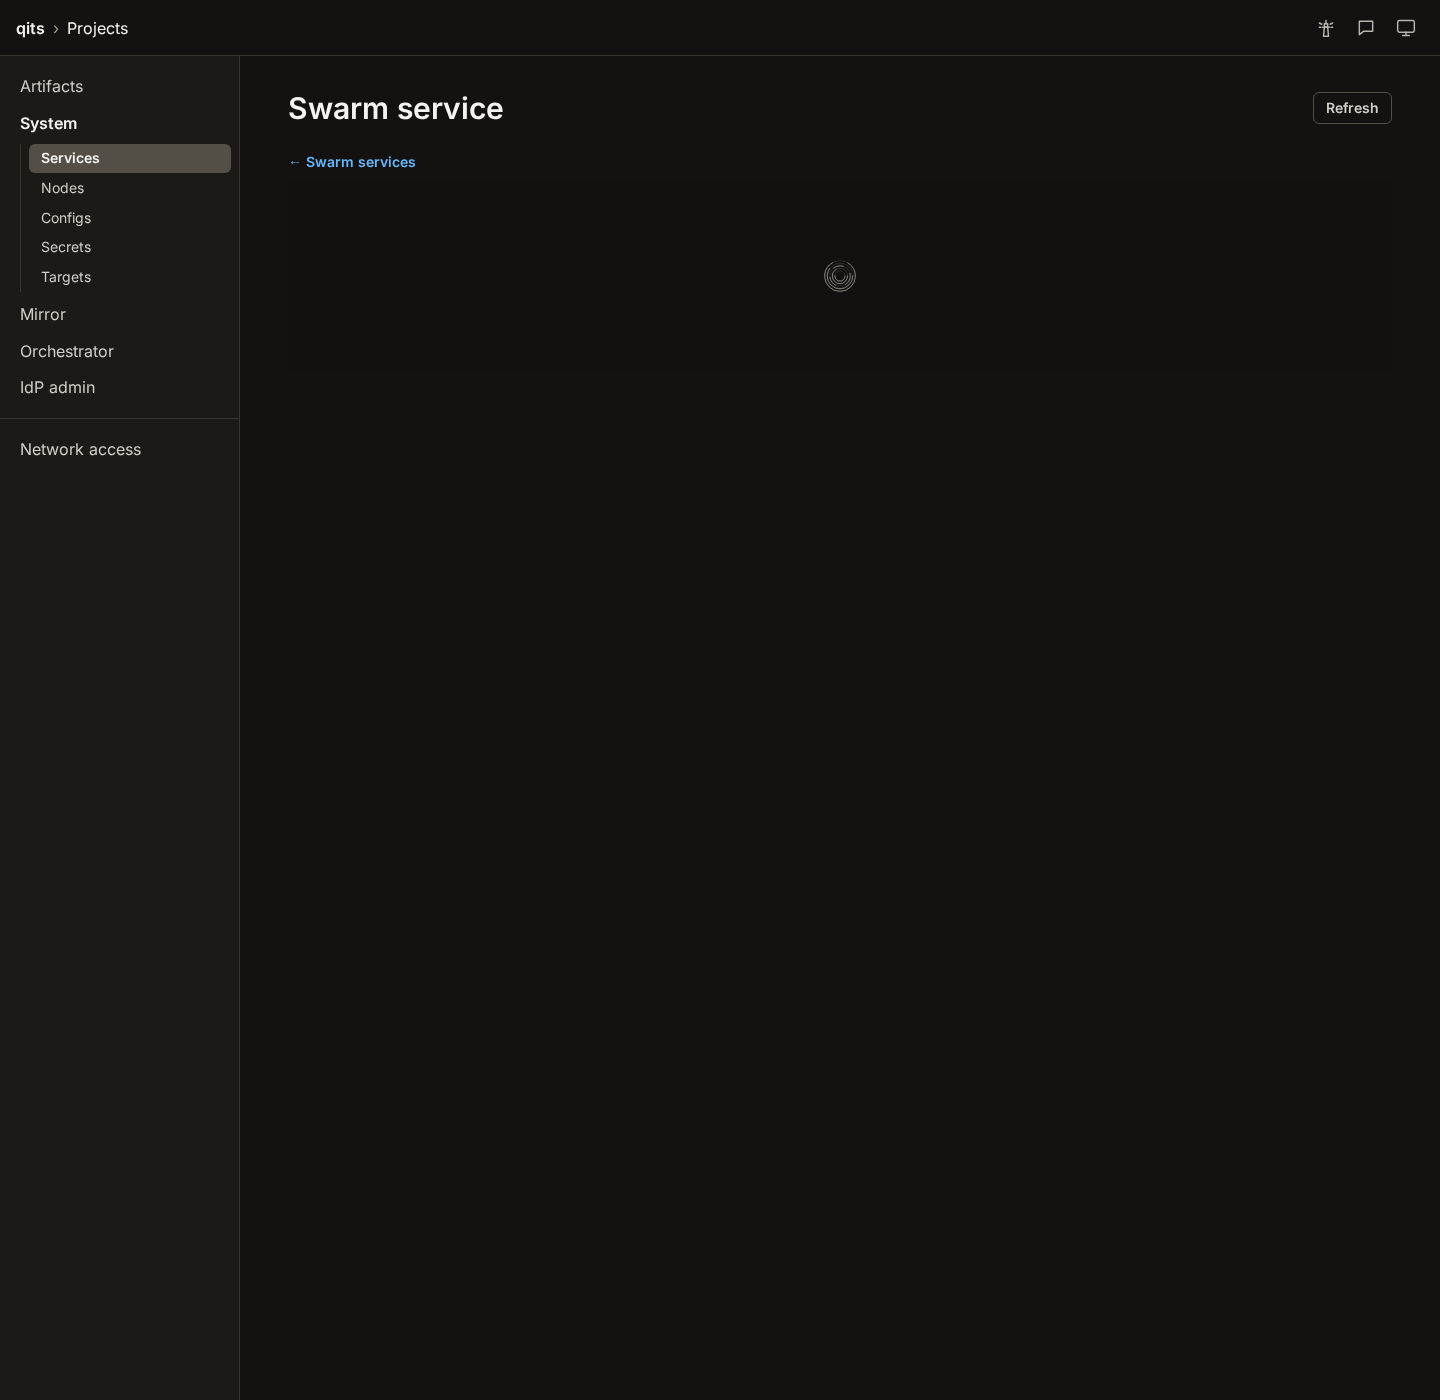 qits › Projects
Artifacts
System
Services
Nodes
Configs
Secrets
Targets
Mirror
Orchestrator
IdP admin
Network access
Swarm service
Refresh
← Swarm services